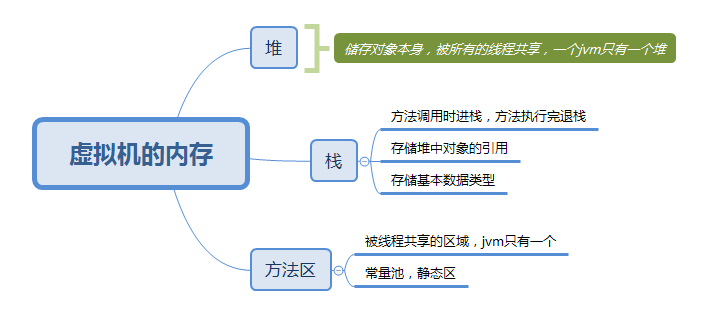 虚拟机的内存
堆
储存对象本身，被所有的线程共享，一个jvm只有一个堆
栈
方法调用时进栈，方法执行完退栈
存储堆中对象的引用
存储基本数据类型
方法区
被线程共享的区域，jvm只有一个
常量池，静态区